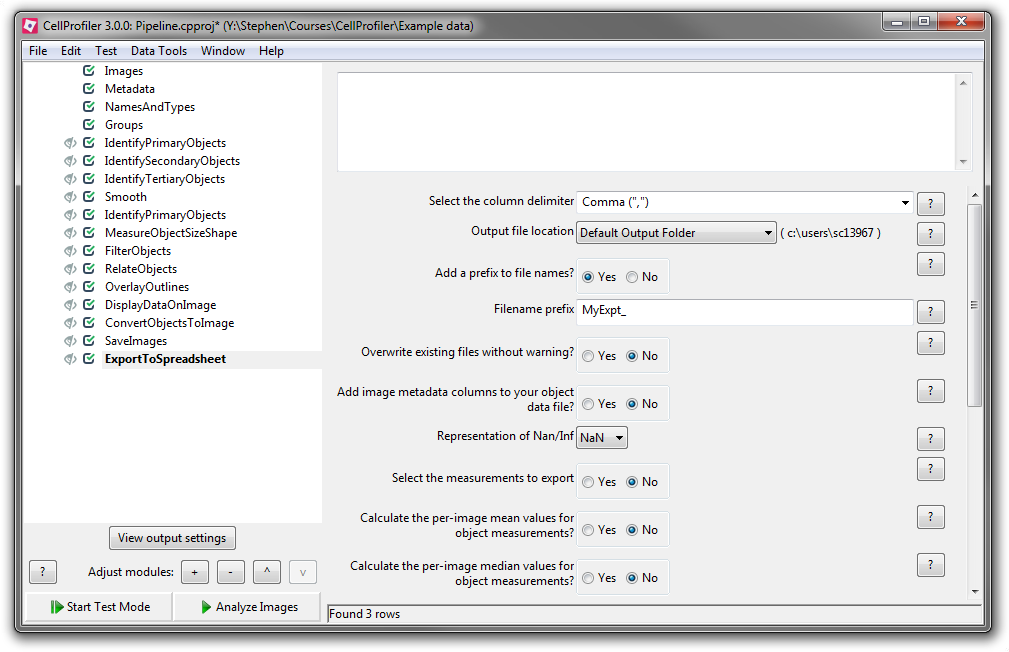 CellProfiler 3.0.0: Pipeline.cpproj* (Y:\Stephen\Courses\CellProfiler\Example data)
File Edit Test Data Tools Window Help
Images
Metadata
NamesAndTypes
Groups
IdentifyPrimaryObjects
IdentifySecondaryObjects
IdentifyTertiaryObjects
Smooth
IdentifyPrimaryObjects
MeasureObjectSizeShape
FilterObjects
RelateObjects
OverlayOutlines
DisplayDataOnImage
ConvertObjectsToImage
SaveImages
ExportToSpreadsheet
View output settings
? Adjust modules: + - ^ v
Start Test Mode Analyze Images
Select the column delimiter Comma (",") ?
Output file location Default Output Folder ( c:\users\sc13967 ) ?
Add a prefix to file names? Yes No ?
Filename prefix MyExpt_ ?
Overwrite existing files without warning? Yes No ?
Add image metadata columns to your object
data file? Yes No ?
Representation of Nan/Inf NaN ?
Select the measurements to export Yes No ?
Calculate the per-image mean values for
object measurements? Yes No ?
Calculate the per-image median values for
object measurements? Yes No ?
Found 3 rows